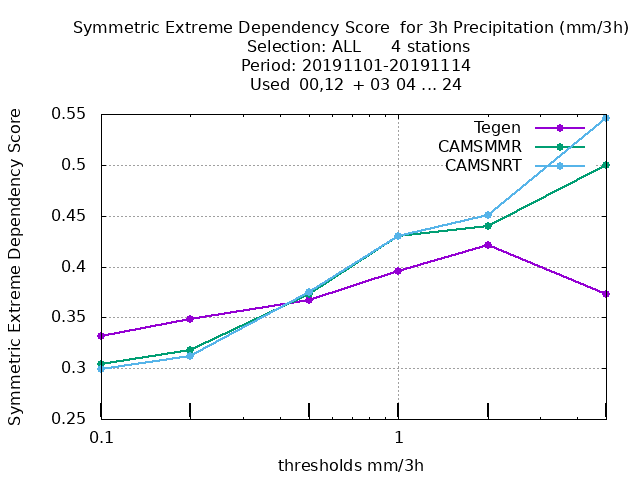 Symmetric Extreme Dependency Score  for 3h Precipitation (mm/3h)
Selection: ALL      4 stations
Period: 20191101-20191114
Used  00,12  + 03 04 ... 24
Symmetric Extreme Dependency Score
0.55
0.5
0.45
0.4
0.35
0.3
0.25
Tegen
CAMSMMR
CAMSNRT
0.1
1
thresholds mm/3h